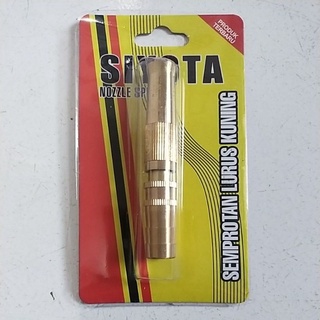 PRODUK
TERBARU
NOZZLE
SEMPROTAN LURUS KUNING